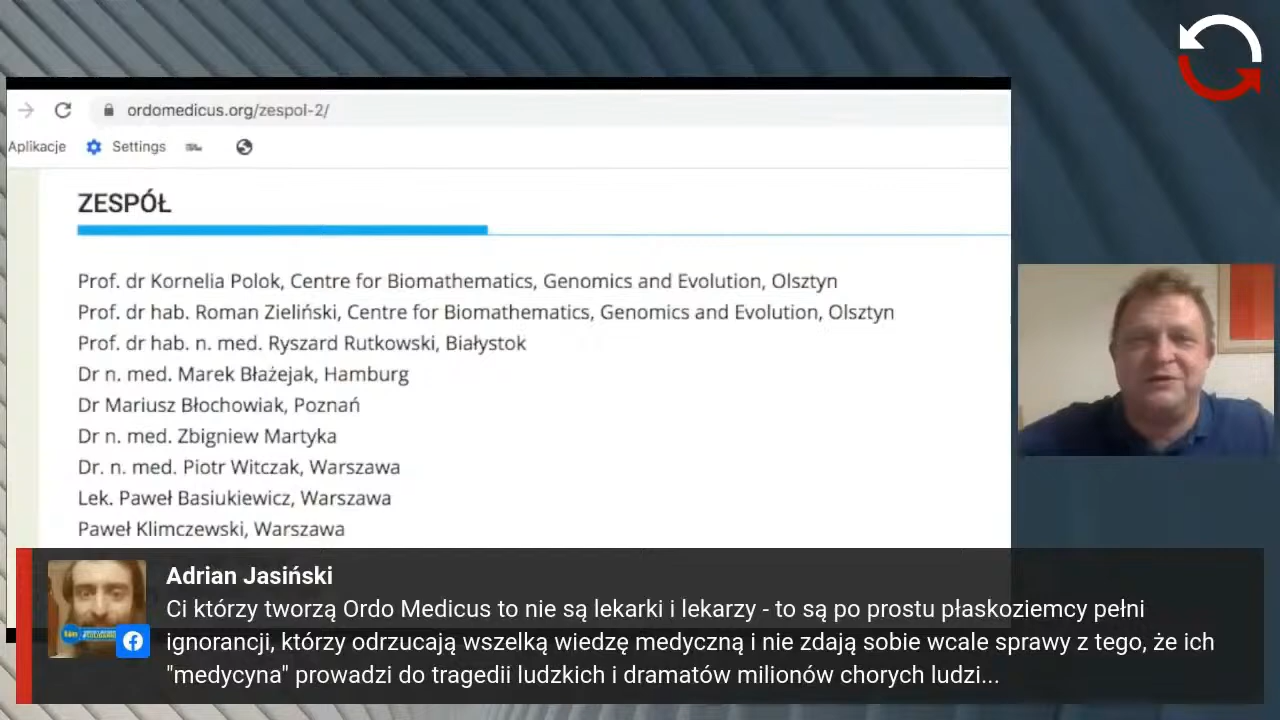 ordomedicus.org/zespol-2/
Aplikacje Settings
ZESPÓŁ
Prof. dr Kornelia Polok, Centre for Biomathematics, Genomics and Evolution, Olsztyn
Prof. dr hab. Roman Zieliński, Centre for Biomathematics, Genomics and Evolution, Olsztyn
Prof. dr hab. n. med. Ryszard Rutkowski, Białystok
Dr n. med. Marek Błażejak, Hamburg
Dr Mariusz Błochowiak, Poznań
Dr n. med. Zbigniew Martyka
Dr. n. med. Piotr Witczak, Warszawa
Lek. Paweł Basiukiewicz, Warszawa
Paweł Klimczewski, Warszawa
Adrian Jasiński
Ci którzy tworzą Ordo Medicus to nie są lekarki i lekarzy - to są po prostu płaskoziemcy pełni
ignorancji, którzy odrzucają wszelką wiedzę medyczną i nie zdają sobie wcale sprawy z tego, że ich
"medycyna" prowadzi do tragedii ludzkich i dramatów milionów chorych ludzi...